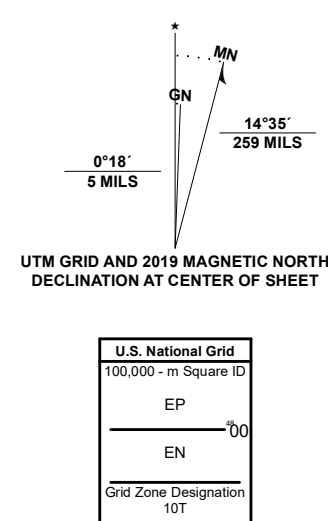 ★
MN
GN
14°35´
259 MILS
0°18´
5 MILS
UTM GRID AND 2019 MAGNETIC NORTH
DECLINATION AT CENTER OF SHEET
U.S. National Grid
100,000 - m Square ID
EP
4800
EN
Grid Zone Designation
10T